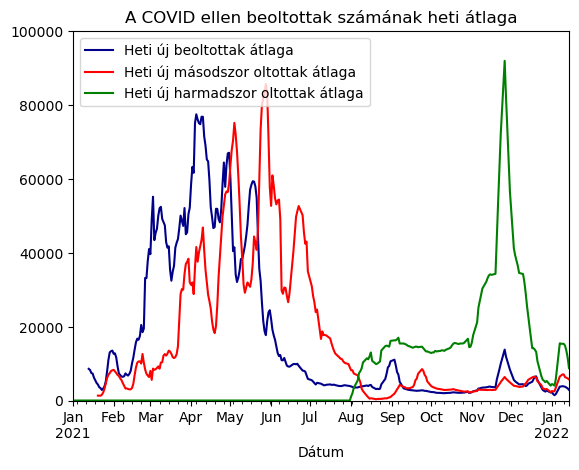 A COVID ellen beoltottak számának heti átlaga
100000
80000
60000
40000
20000
0
Heti új beoltottak átlaga
Heti új másodszor oltottak átlaga
Heti új harmadszor oltottak átlaga
Jan Feb Mar Apr May Jun Jul Aug Sep Oct Nov Dec Jan
2021 2022
Dátum